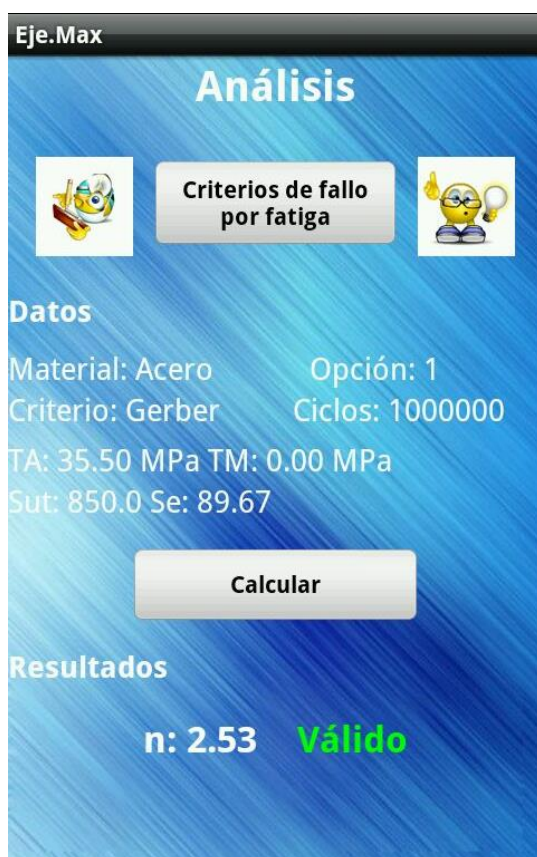 Eje.Max
Análisis
Criterios de fallo
por fatiga
Datos
Material: Acero Opción: 1
Criterio: Gerber Ciclos: 1000000
TA: 35.50 MPa TM: 0.00 MPa
Sut: 850.0 Se: 89.67
Calcular
Resultados
n: 2.53 Válido